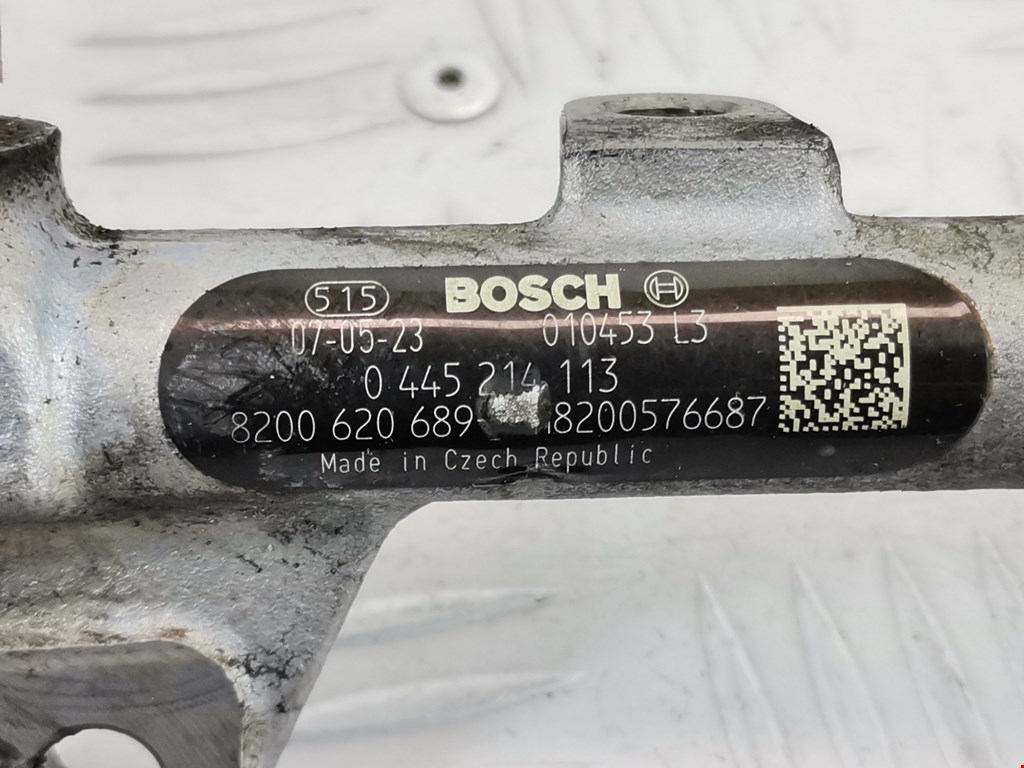 515 BOSCH
07-05-23 010453 L3
0 445 214 113
8200 620 689 8200576687
Made in Czech Republic